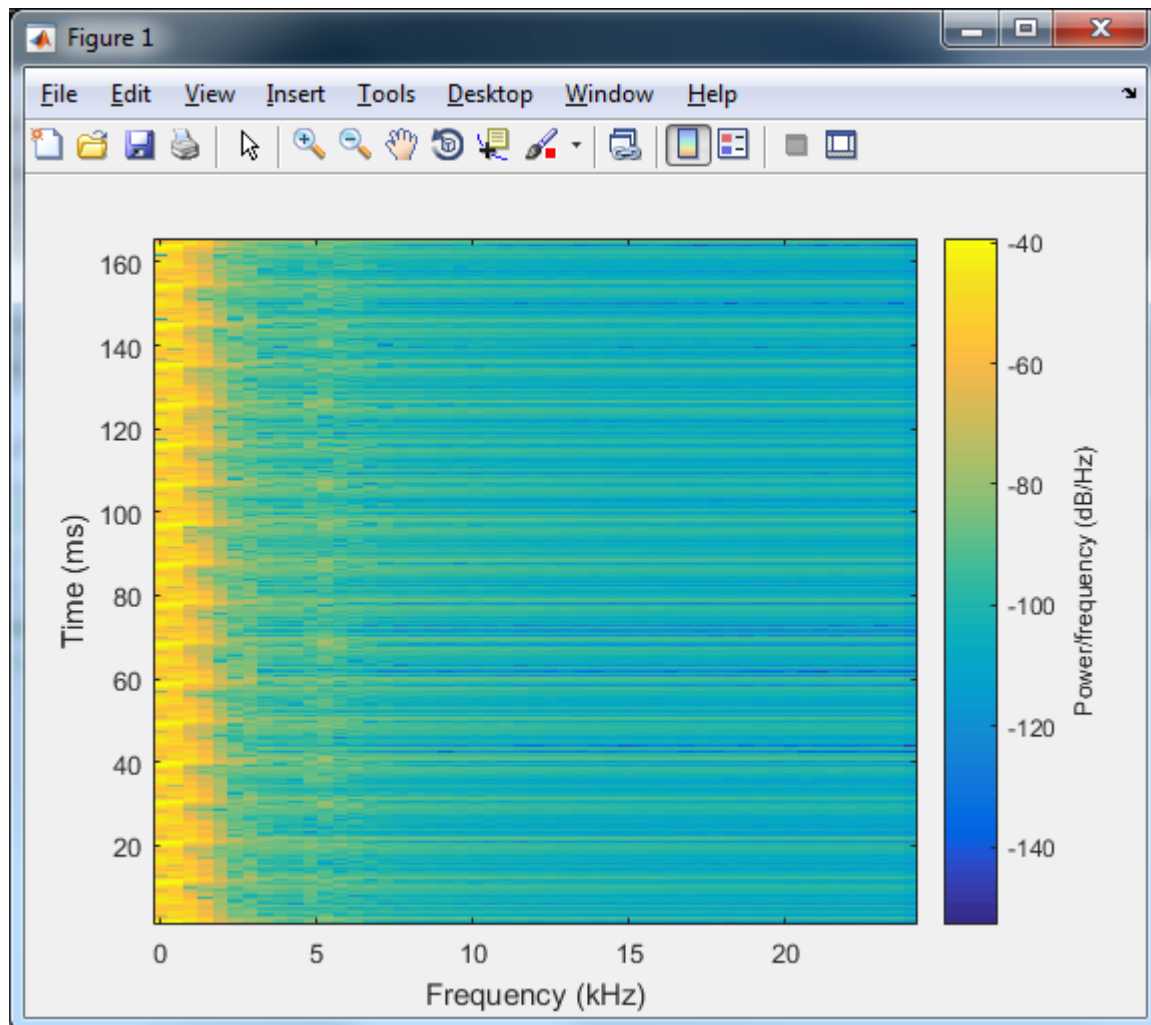 Figure 1
File Edit View Insert Tools Desktop Window Help
160
140
120
100
80
60
40
20
Time (ms)
0 5 10 15 20
Frequency (kHz)
-40
-60
-80
-100
-120
-140
Power/frequency (dB/Hz)